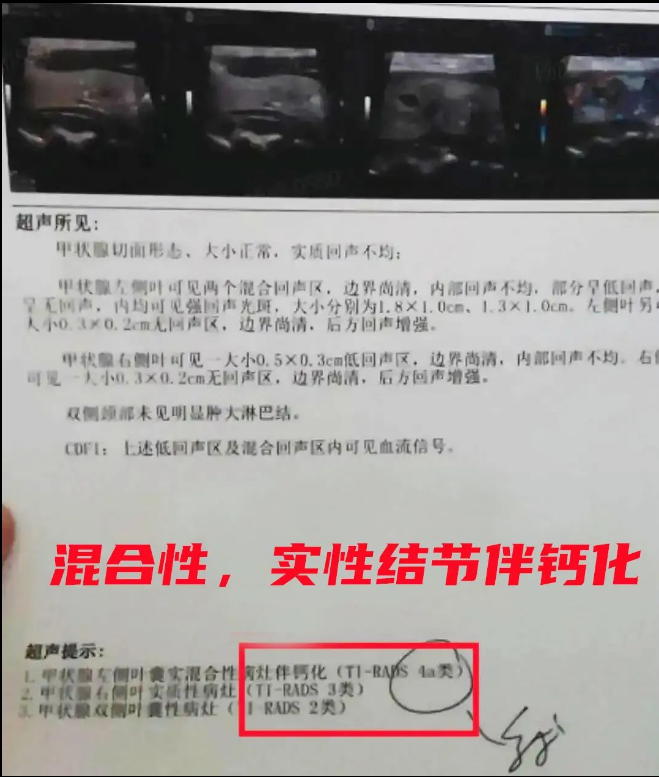 超声所见:
甲状腺切面形态、大小正常，实质回声不均;
甲状腺左侧叶可见两个混合回声区，边界尚清，内部回声不均，部分呈低回声，
呈无回声，内均可见强回声光斑，大小分别为1.8×1.0cm、1.3×1.0cm。左侧叶另
大小0.3×0.2cm无回声区，边界尚清，后方回声增强。
甲状腺右侧叶可见一大小0.5×0.3cm低回声区，边界尚清，内部回声不均。右
可见一大小0.3×0.2cm无回声区，边界尚清，后方回声增强。
双侧颈部未见明显肿大淋巴结。
CDFI: 上述低回声区及混合回声区内可见血流信号。
混合性，实性结节伴钙化
超声提示:
1. 甲状腺左侧叶囊实混合性病灶伴钙化（TI-RADS 4a类）
2. 甲状腺右侧叶实质性病灶（TI-RADS 3类）
3. 甲状腺双侧叶囊性病灶（TI-RADS 2类）